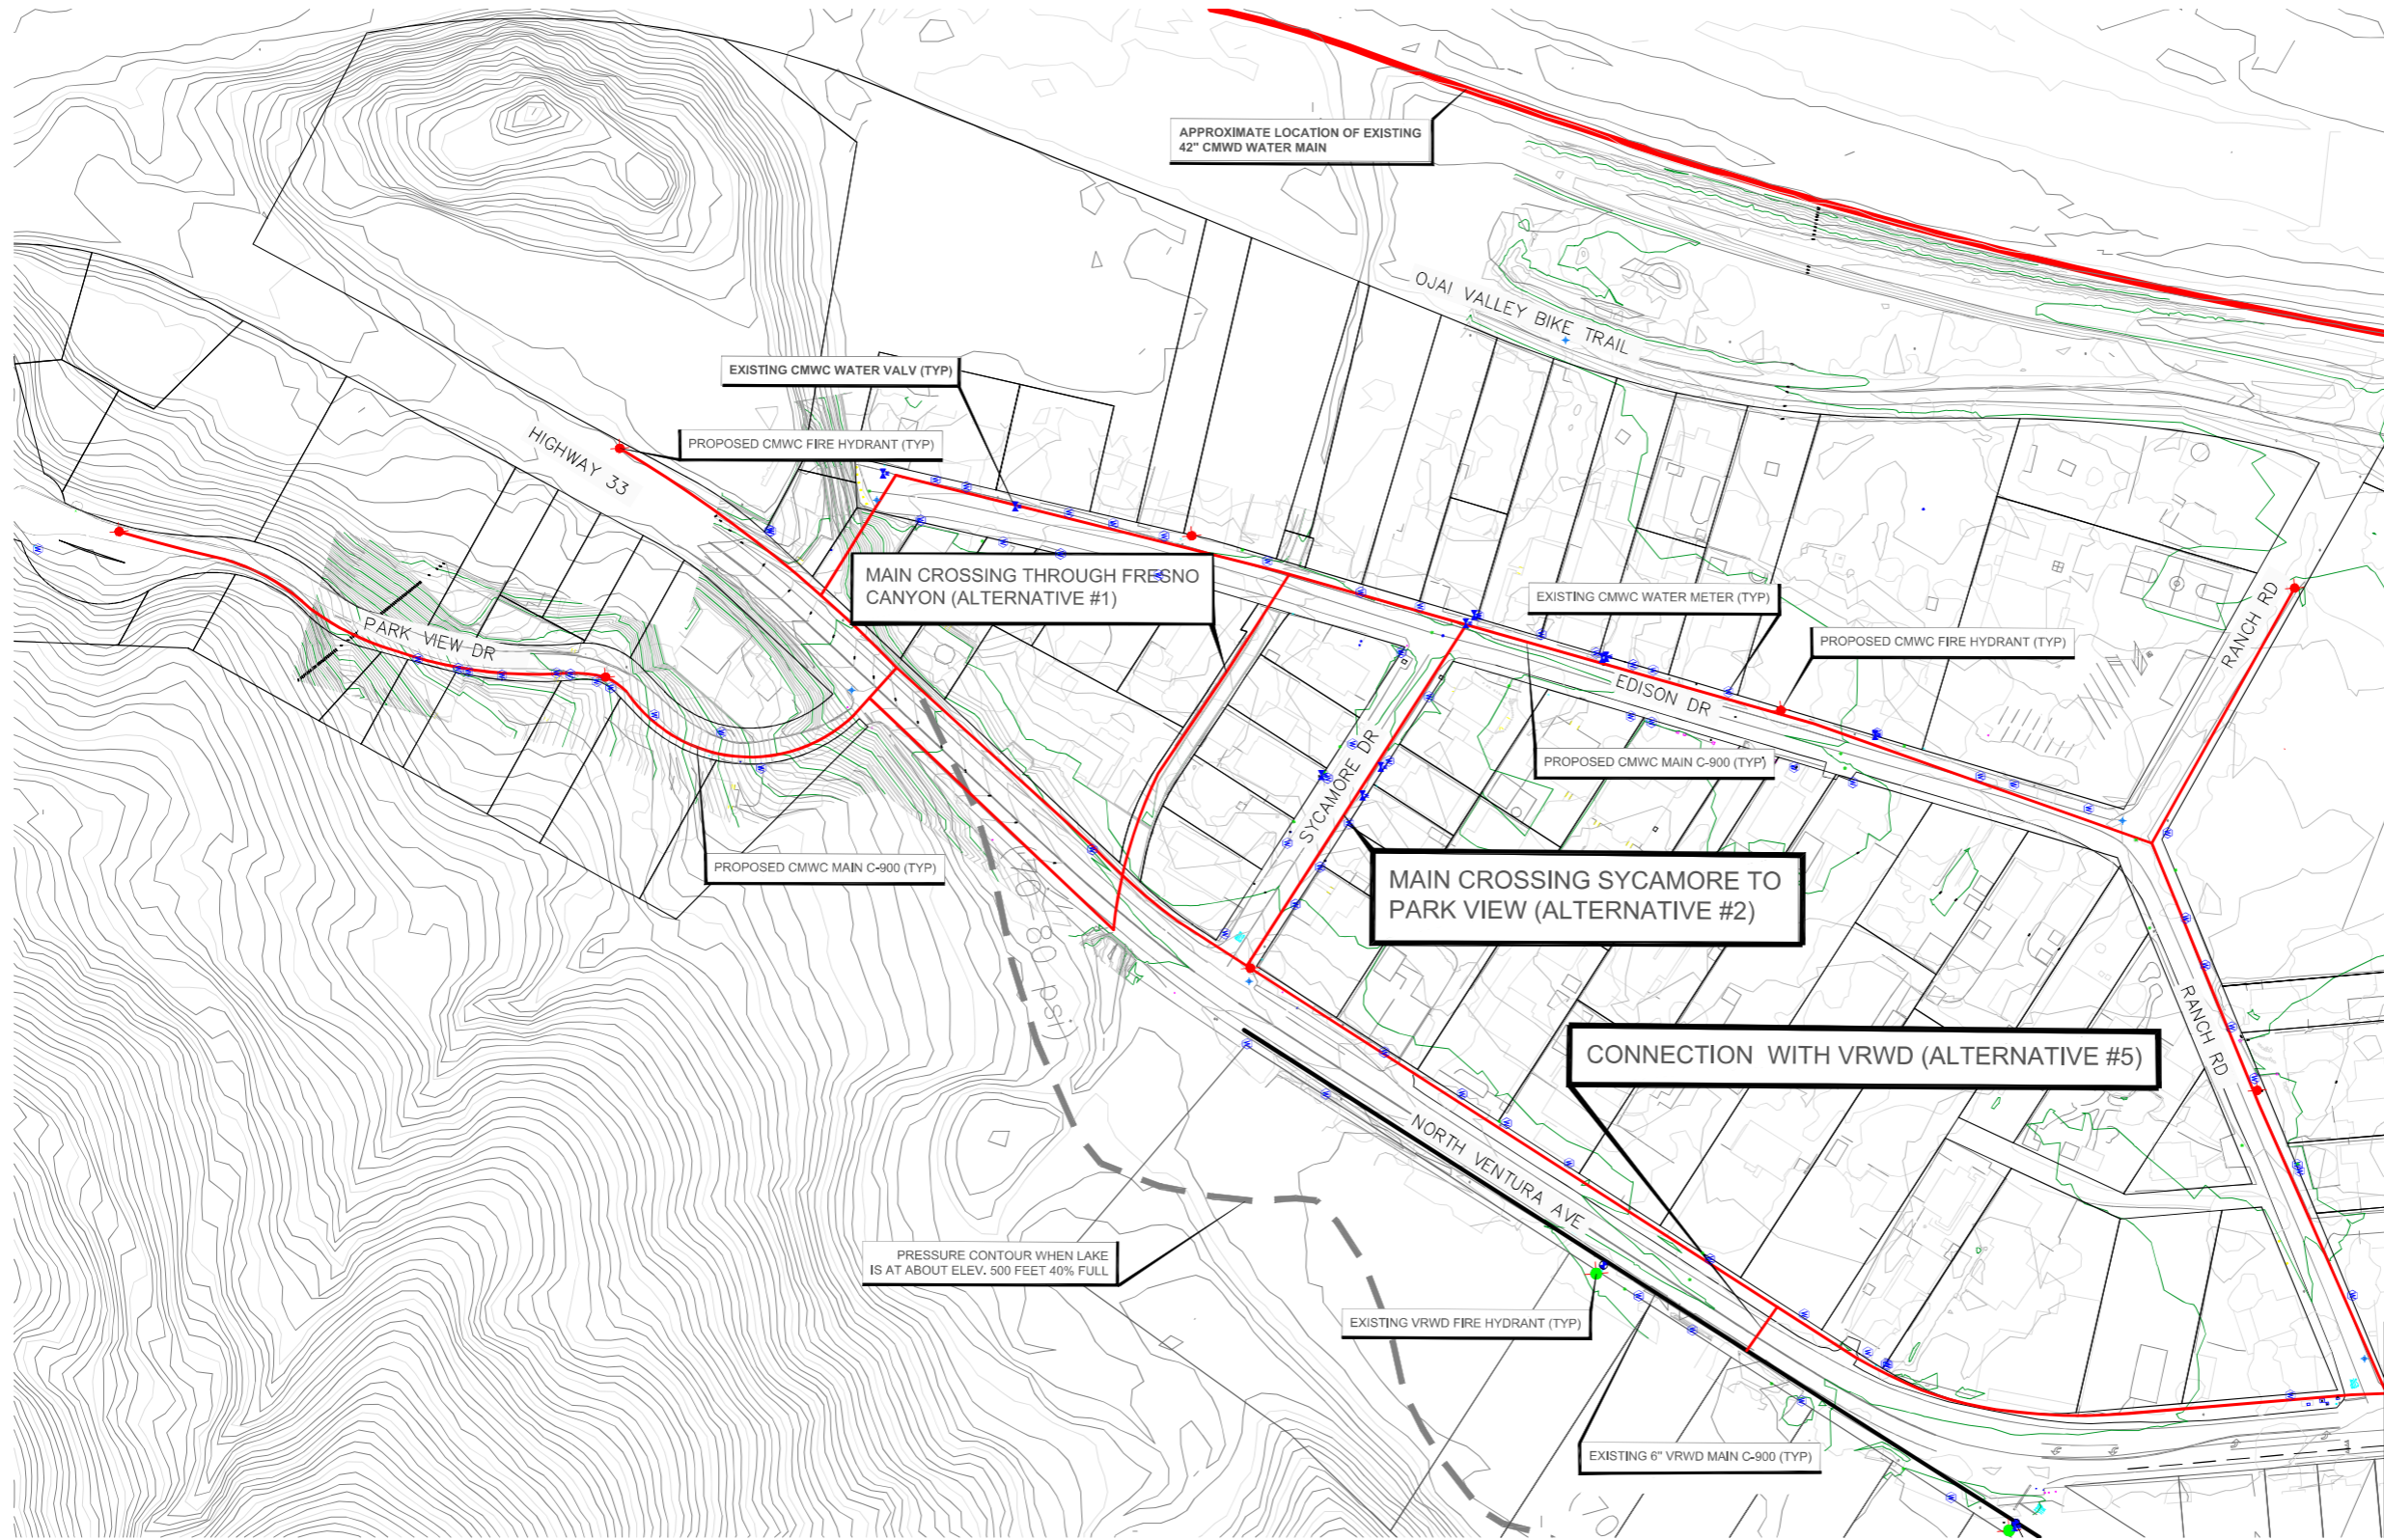 APPROXIMATE LOCATION OF EXISTING
42" CMWD WATER MAIN
OJAI VALLEY BIKE TRAIL
EXISTING CMWC WATER VALV (TYP)
PROPOSED CMWC FIRE HYDRANT (TYP)
HIGHWAY 33
MAIN CROSSING THROUGH FRESNO
CANYON (ALTERNATIVE #1)
EXISTING CMWC WATER METER (TYP)
PROPOSED CMWC FIRE HYDRANT (TYP)
RANCH RD
PARK VIEW DR
EDISON DR
SYCAMORE DR
PROPOSED CMWC MAIN C-900 (TYP)
PROPOSED CMWC MAIN C-900 (TYP)
MAIN CROSSING SYCAMORE TO
PARK VIEW (ALTERNATIVE #2)
70 - 80 psi
RANCH RD
CONNECTION WITH VRWD (ALTERNATIVE #5)
NORTH VENTURA AVE
PRESSURE CONTOUR WHEN LAKE
IS AT ABOUT ELEV. 500 FEET 40% FULL
EXISTING VRWD FIRE HYDRANT (TYP)
EXISTING 6" VRWD MAIN C-900 (TYP)